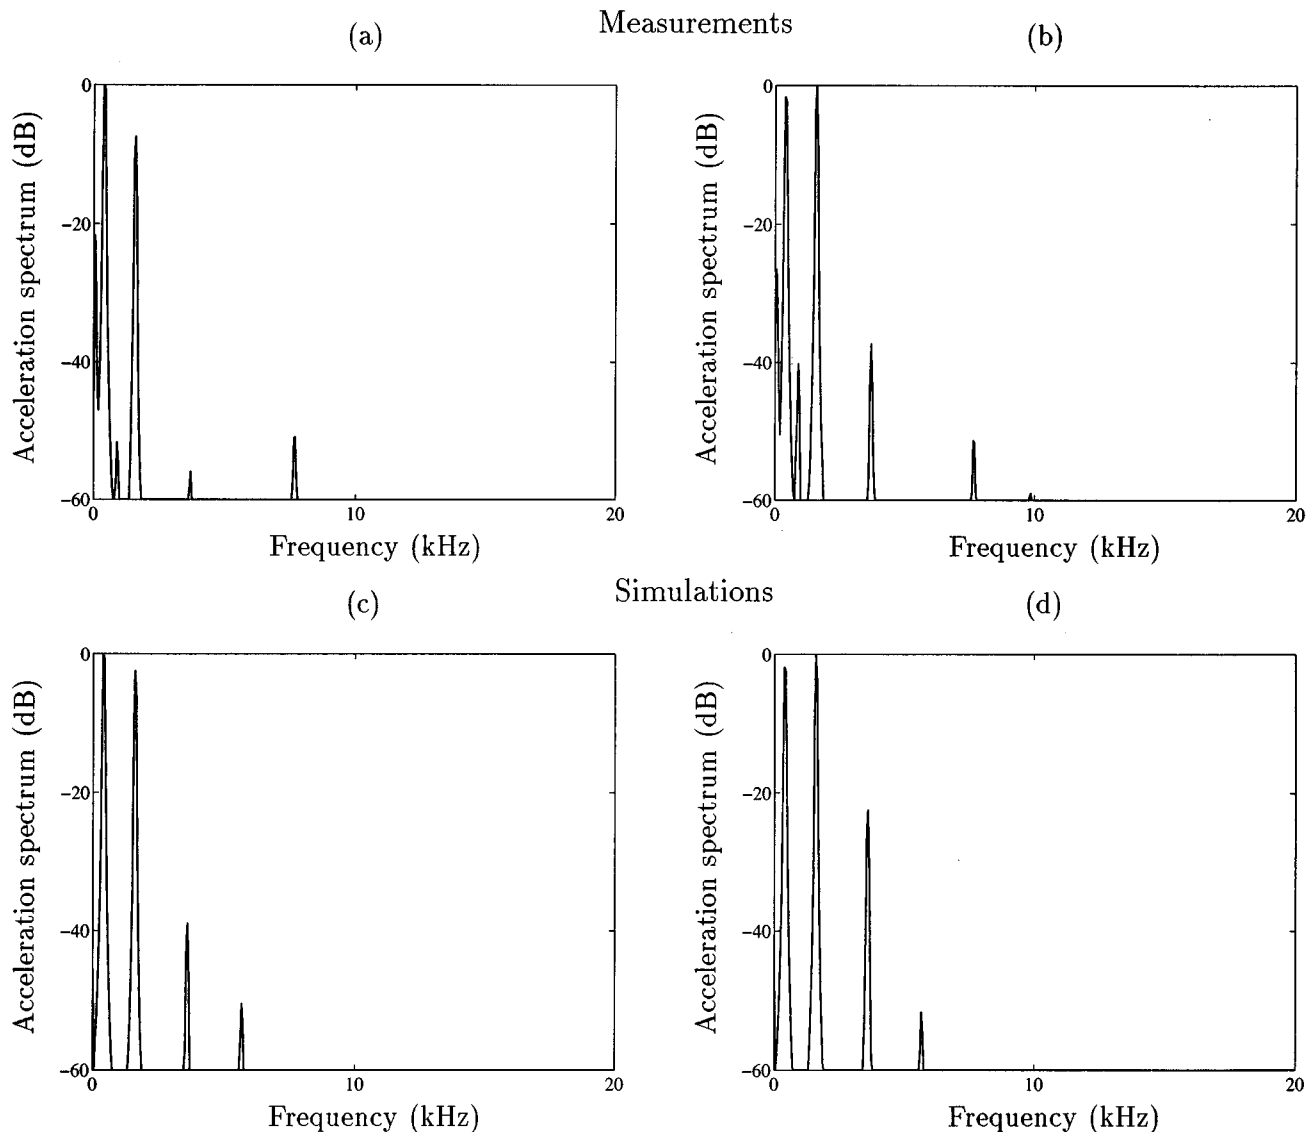 Measurements
(a)
(b)
0
−20
−40
−60
0
10
20
Acceleration spectrum (dB)
Frequency (kHz)
0
−20
−40
−60
0
10
20
Acceleration spectrum (dB)
Frequency (kHz)
Simulations
(c)
(d)
0
−20
−40
−60
0
10
20
Acceleration spectrum (dB)
Frequency (kHz)
0
−20
−40
−60
0
10
20
Acceleration spectrum (dB)
Frequency (kHz)